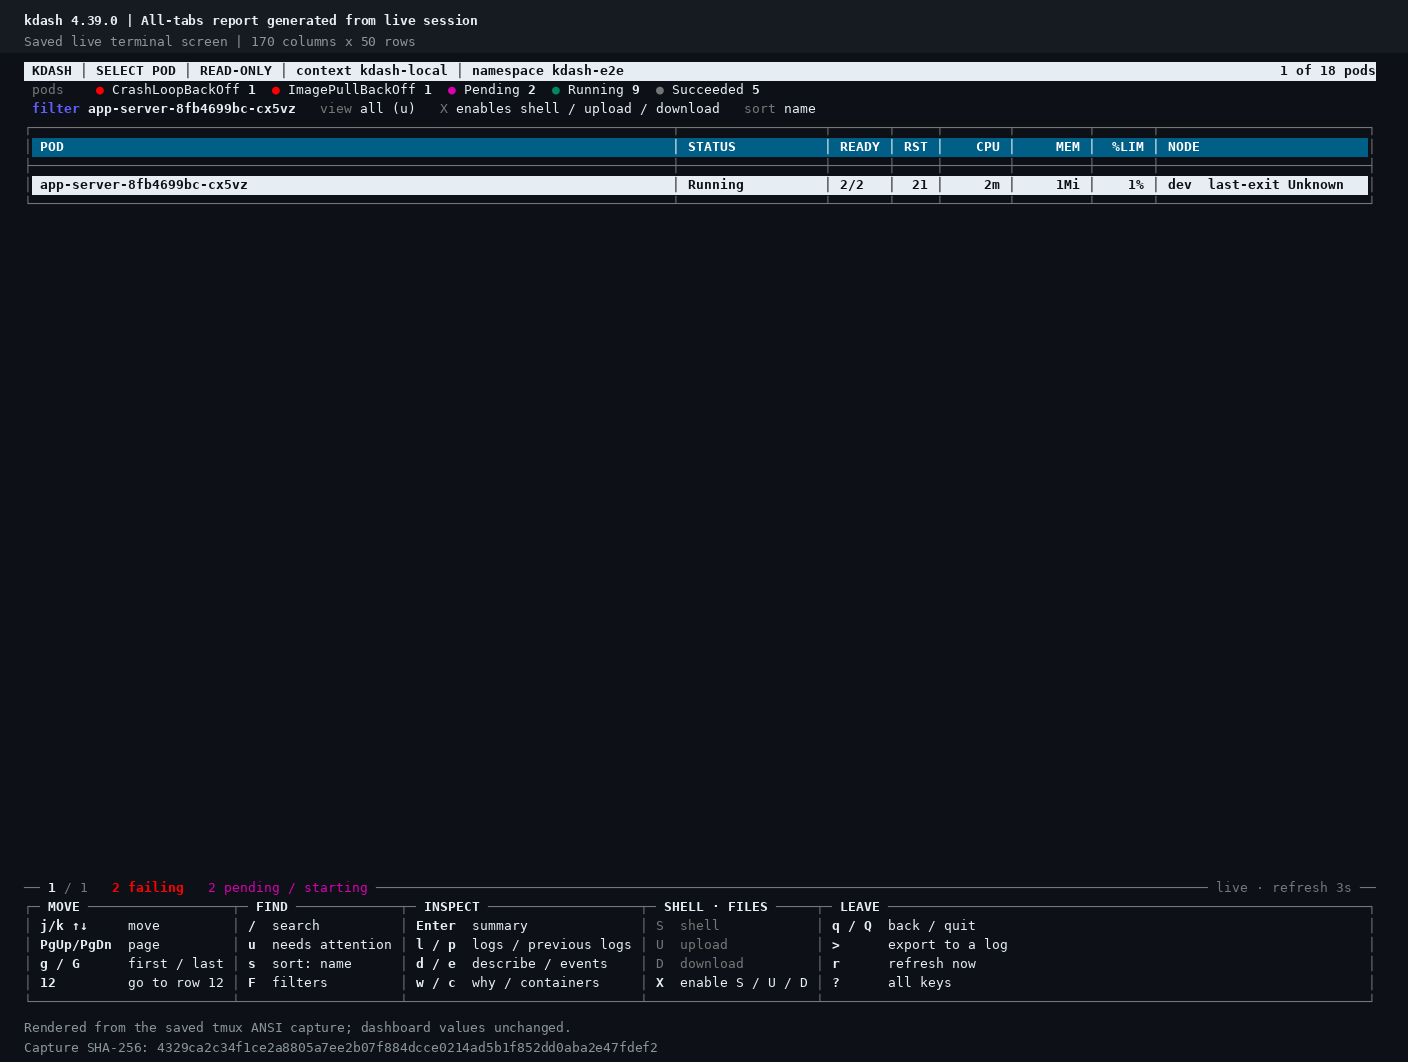 kdash 4.39.0 | All-tabs report generated from live session
Saved live terminal screen | 170 columns x 50 rows
KDASH │ SELECT POD │ READ-ONLY │ context kdash-local │ namespace kdash-e2e 1 of 18 pods
pods ● CrashLoopBackOff 1 ● ImagePullBackOff 1 ● Pending 2 ● Running 9 ● Succeeded 5
filter app-server-8fb4699bc-cx5vz view all (u) X enables shell / upload / download sort name
POD │ STATUS │ READY │ RST │ CPU │ MEM │ %LIM │ NODE
app-server-8fb4699bc-cx5vz │ Running │ 2/2 │ 21 │ 2m │ 1Mi │ 1% │ dev last-exit Unknown
1 / 1 2 failing 2 pending / starting live · refresh 3s
MOVE FIND INSPECT SHELL · FILES LEAVE
j/k ↑↓ move │ / search │ Enter summary │ S shell │ q / Q back / quit
PgUp/PgDn page │ u needs attention │ l / p logs / previous logs │ U upload │ > export to a log
g / G first / last │ s sort: name │ d / e describe / events │ D download │ r refresh now
12 go to row 12 │ F filters │ w / c why / containers │ X enable S / U / D │ ? all keys
Rendered from the saved tmux ANSI capture; dashboard values unchanged.
Capture SHA-256: 4329ca2c34f1ce2a8805a7ee2b07f884dcce0214ad5b1f852dd0aba2e47fdef2